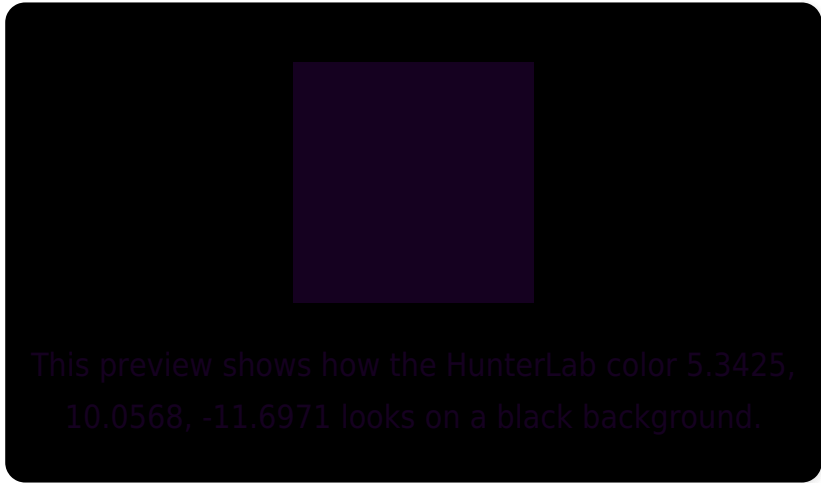 This preview shows how the HunterLab color 5.3425,
10.0568, -11.6971 looks on a black background.